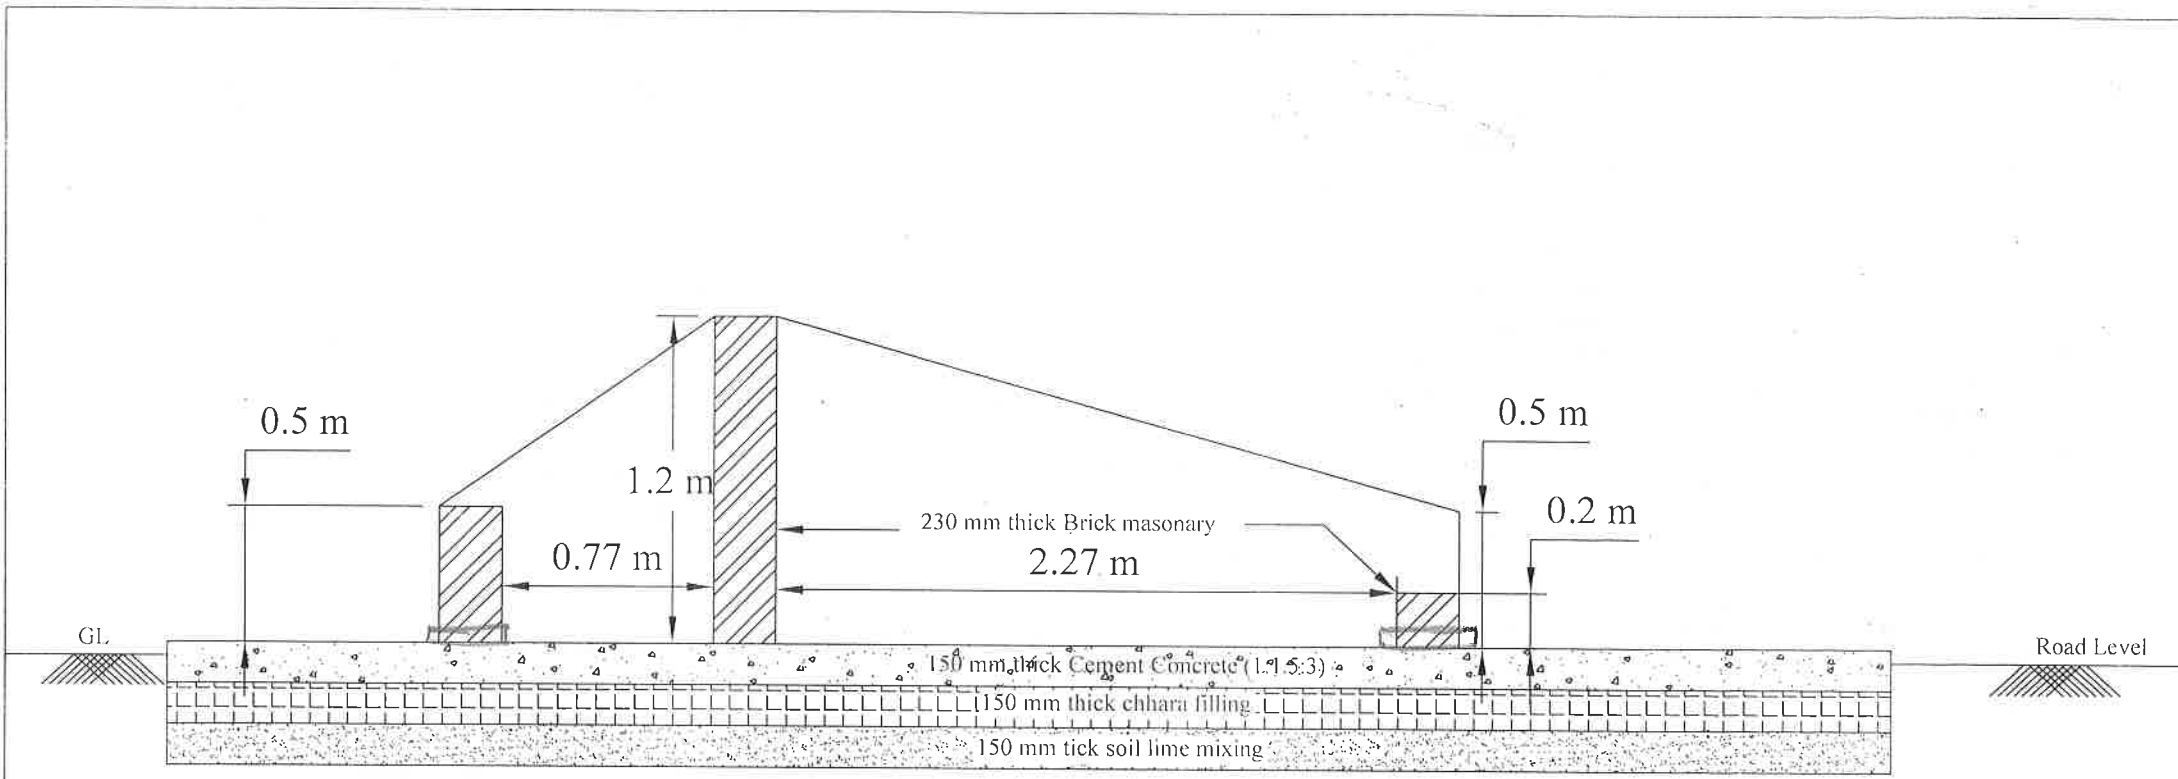 0.5 m
0.5 m
1.2 m
0.2 m
230 mm thick Brick masonary
0.77 m
2.27 m
GL
Road Level
150 mm thick Cement Concrete (1:1.5:3)
150 mm thick chhara filling
150 mm tick soil lime mixing